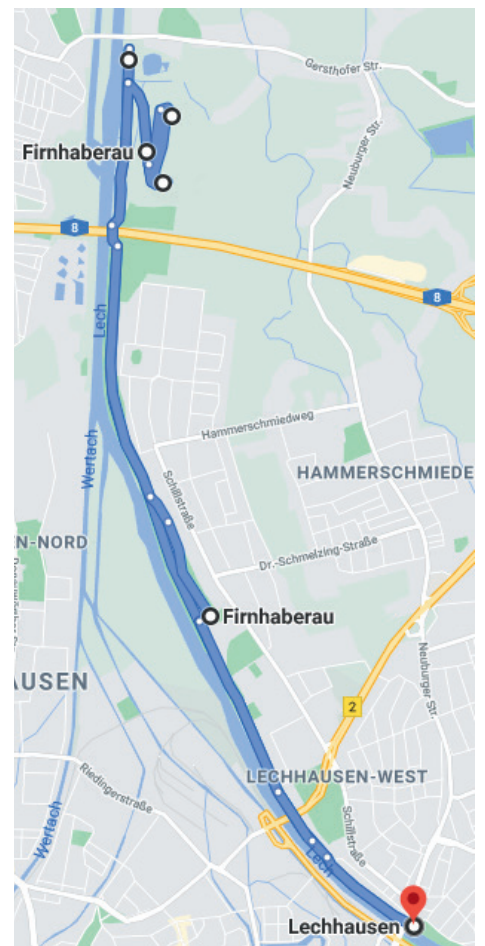 Gersthofer Str.
Neuburger Str.
Firnhaberau
8
8
Lech
Hammerschmiedweg
Wertach
Schillstraße
HAMMERSCHMIEDE
EN-NORD
Dr.-Schmelzing-Straße
Firnhaberau
Neuburger Str.
AUSEN
2
LECHHAUSEN-WEST
Riedingerstraße
Schillstraße
Wertach
Lech
Lechhausen